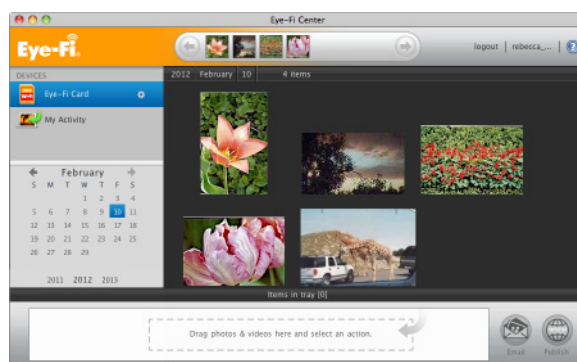 Eye-Fi Center
Eye-Fi
logout | rebecca_... | ?
DEVICES
2012 February 10 4 items
Eye-Fi Card
My Activity
February
S M T W T F S
1 2 3 4
5 6 7 8 9 10 11
12 13 14 15 16 17 18
19 20 21 22 23 24 25
26 27 28 29
2011 2012 2013
Items in tray [0]
Drag photos & videos here and select an action.
Email Publish